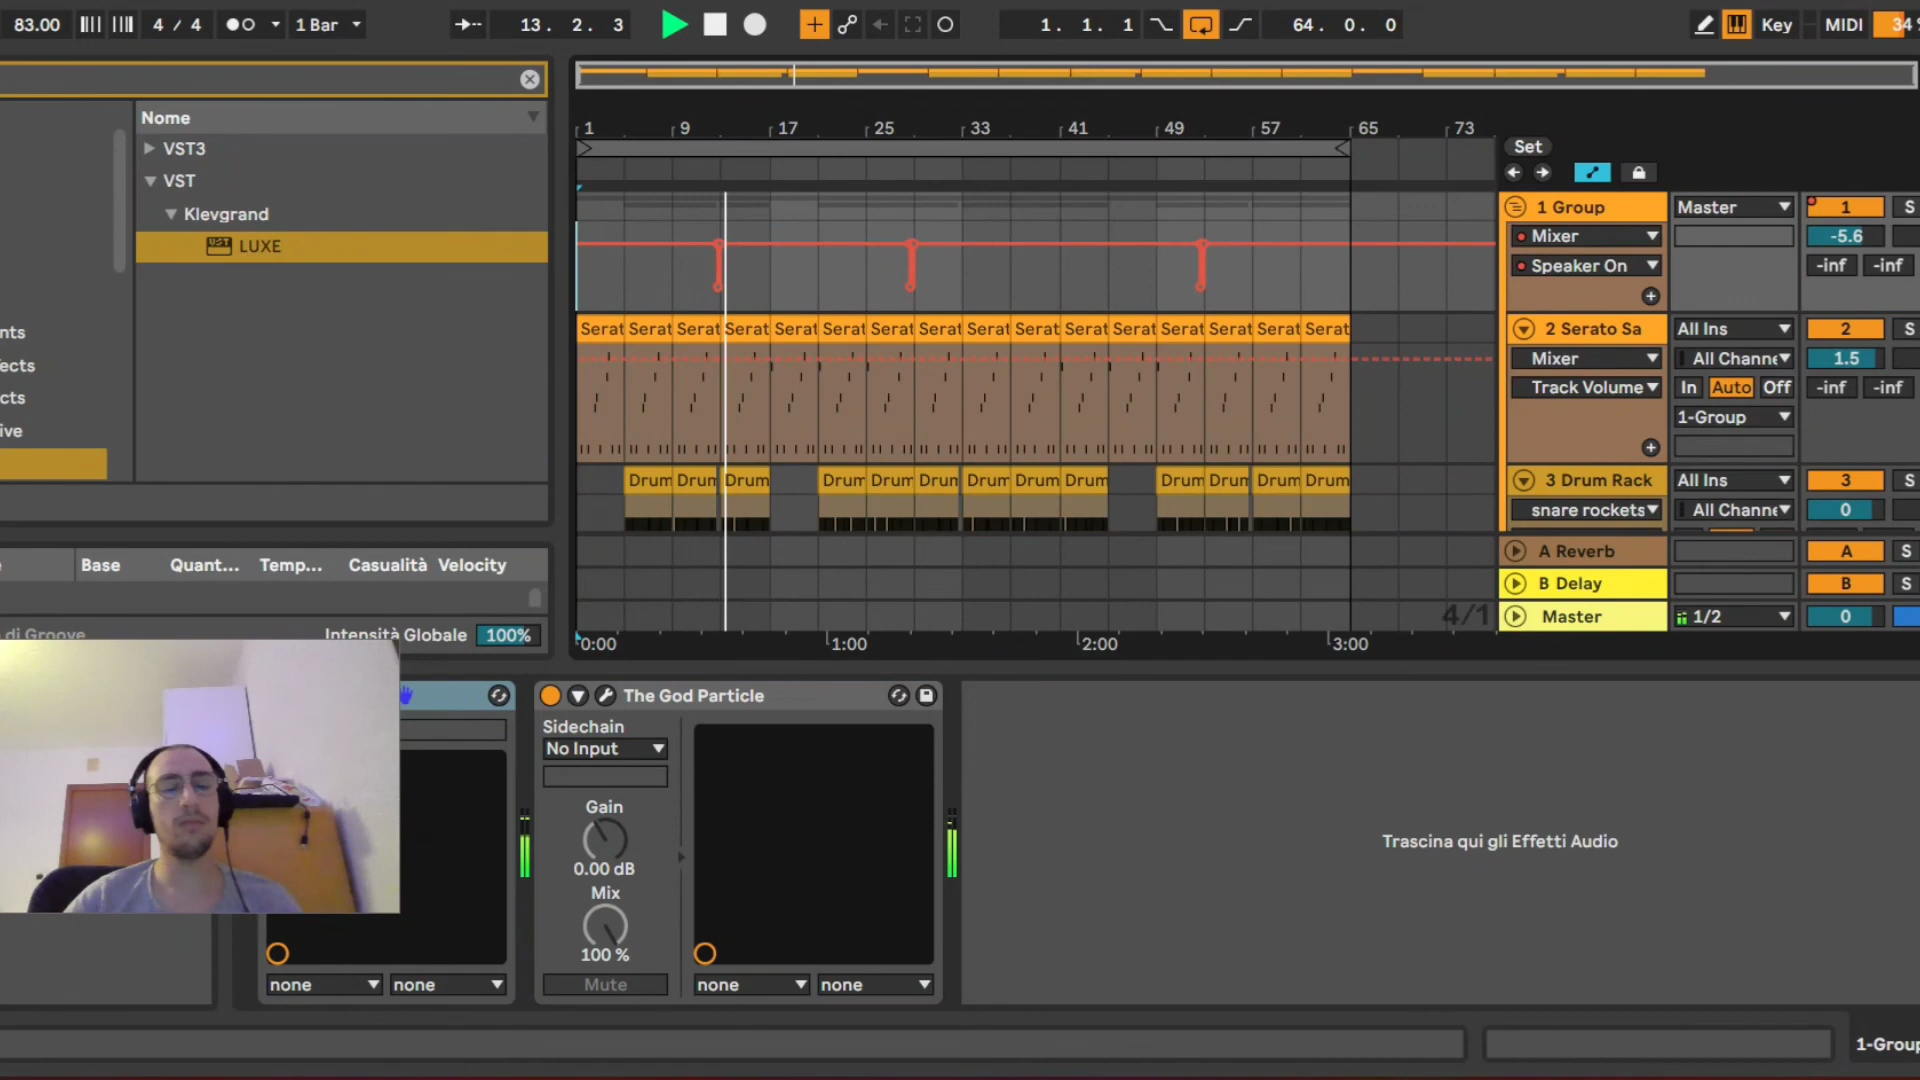 83.00 4 / 4 1 Bar 13. 2. 3 1. 1. 1 64. 0. 0 Key MIDI 34
Nome
VST3
VST
Klevgrand
LUXE
nts
fects
cts
ive
Base Quant... Temp... Casualità Velocity
di Groove Intensità Globale 100%
1 9 17 25 33 41 49 57 65 73
Set
1 Group Master 1 S
Mixer -5.6
Speaker On -inf -inf
Serat Serat Serat Serat Serat Serat Serat Serat Serat Serat Serat Serat Serat Serat Serat Serat
2 Serato Sa All Ins 2 S
Mixer All Channe 1.5
Track Volume In Auto Off -inf -inf
1-Group
Drum Drum Drum Drum Drum Drun Drum Drum Drum Drum Drum Drum Drum
3 Drum Rack All Ins 3 S
snare rockets All Channe 0
A Reverb A S
B Delay B S
4/1 Master 1/2 0
0:00 1:00 2:00 3:00
The God Particle
Sidechain
No Input
Gain
0.00 dB
Mix
100 %
Mute
none none none none
Trascina qui gli Effetti Audio
1-Group